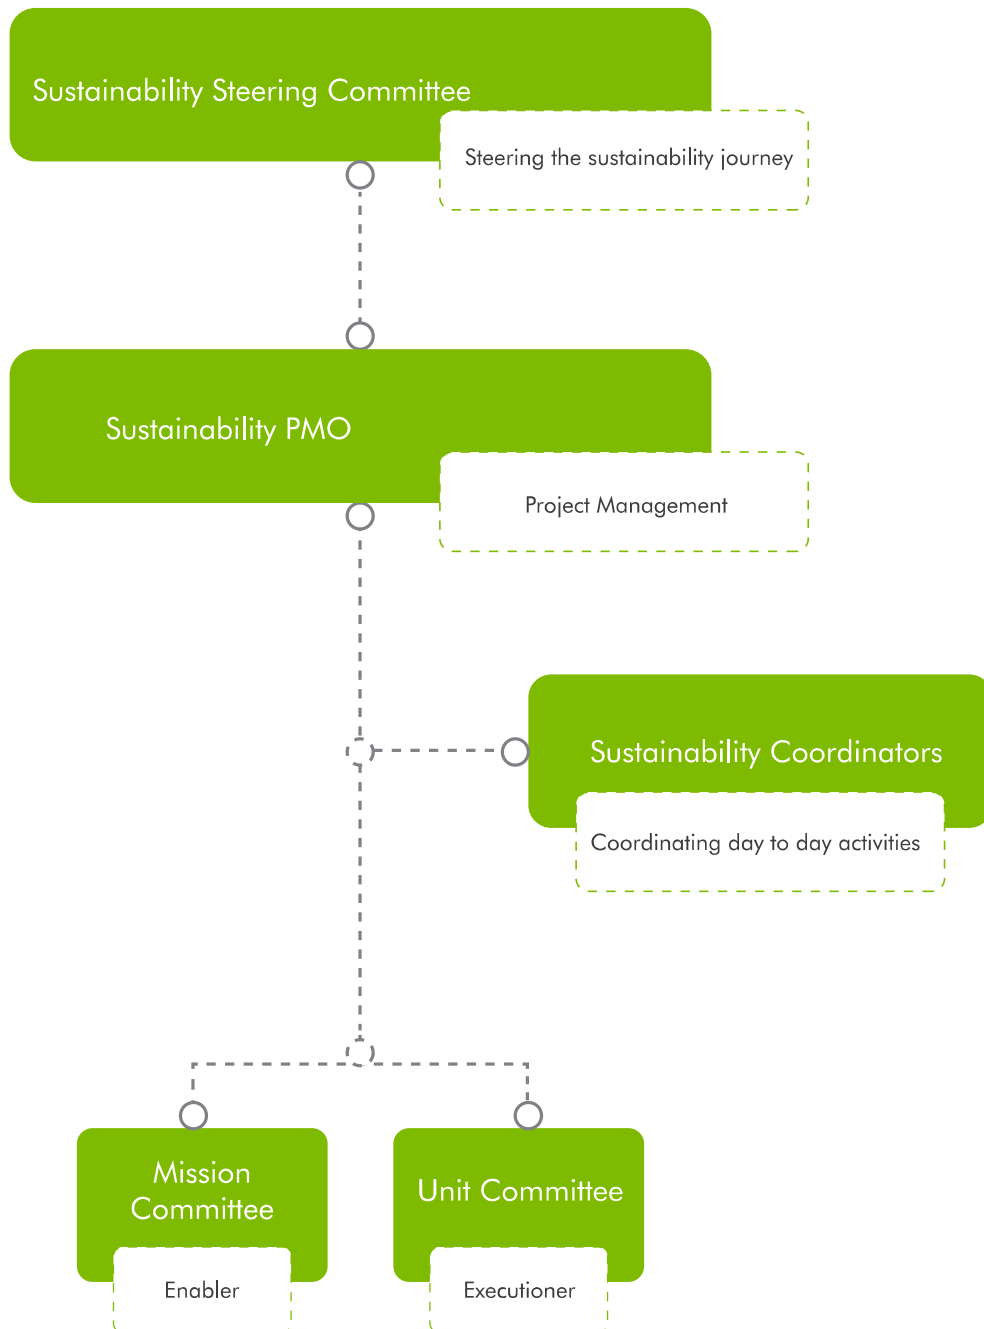 Sustainability Steering Committee
Steering the sustainability journey
Sustainability PMO
Project Management
Sustainability Coordinators
Coordinating day to day activities
Mission
Committee
Enabler
Unit Committee
Executioner